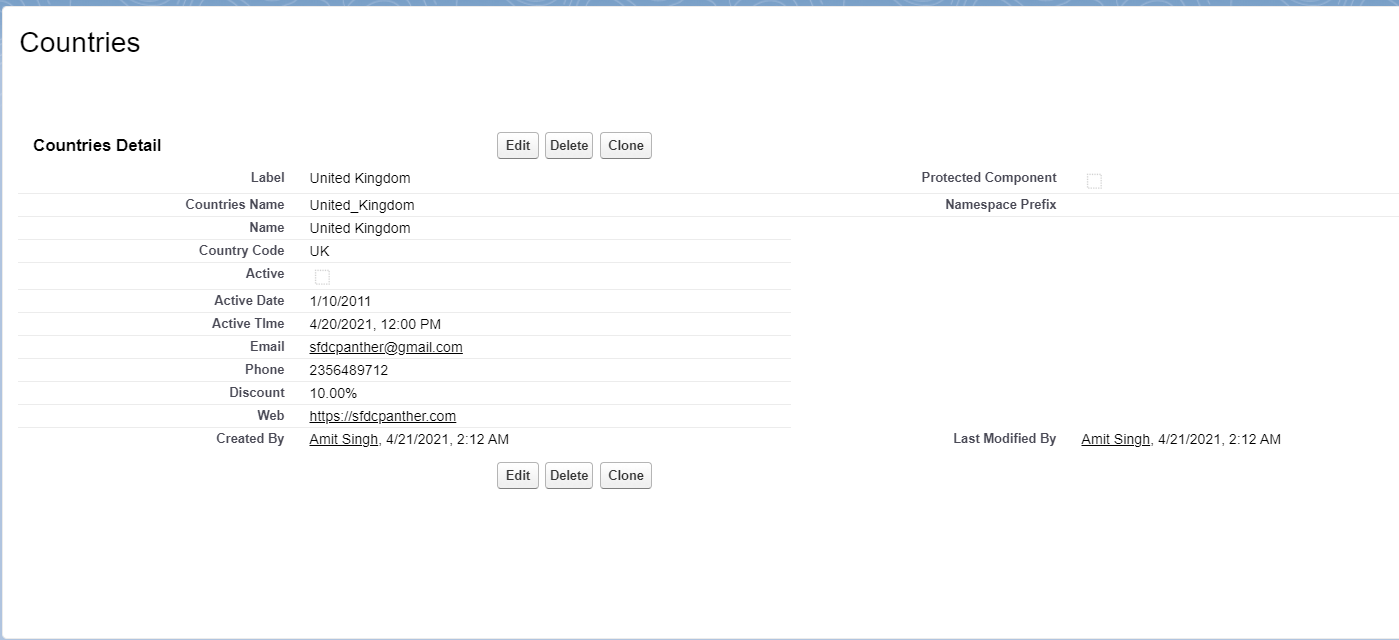 Countries
Countries Detail
Edit Delete Clone
Label United Kingdom Protected Component
Countries Name United_Kingdom Namespace Prefix
Name United Kingdom
Country Code UK
Active
Active Date 1/10/2011
Active TIme 4/20/2021, 12:00 PM
Email sfdcpanther@gmail.com
Phone 2356489712
Discount 10.00%
Web https://sfdcpanther.com
Created By Amit Singh, 4/21/2021, 2:12 AM Last Modified By Amit Singh, 4/21/2021, 2:12 AM
Edit Delete Clone